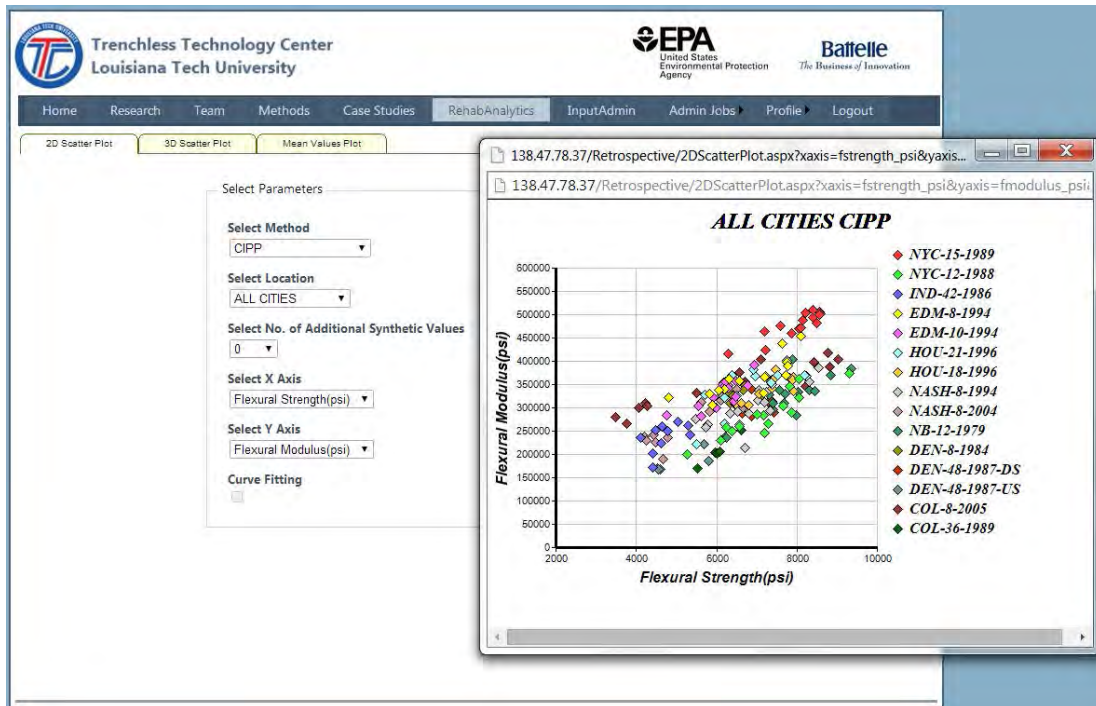 Trenchless Technology Center
Louisiana Tech University
EPA
United States
Environmental Protection
Agency
Battelle
The Business of Innovation
Home Research Team Methods Case Studies RehabAnalytics InputAdmin Admin Jobs Profile Logout
2D Scatter Plot 3D Scatter Plot Mean Values Plot
Select Parameters
Select Method
CIPP
Select Location
ALL CITIES
Select No. of Additional Synthetic Values
0
Select X Axis
Flexural Strength(psi)
Select Y Axis
Flexural Modulus(psi)
Curve Fitting
138.47.78.37/Retrospective/2DScatterPlot.aspx?xaxis=fstrength_psi&yaxis...
138.47.78.37/Retrospective/2DScatterPlot.aspx?xaxis=fstrength_psi&yaxis=fmodulus_psi
ALL CITIES CIPP
600000
550000
500000
450000
400000
350000
300000
250000
200000
150000
100000
50000
0
Flexural Modulus(psi)
2000 4000 6000 8000 10000
Flexural Strength(psi)
NYC-15-1989
NYC-12-1988
IND-42-1986
EDM-8-1994
EDM-10-1994
HOU-21-1996
HOU-18-1996
NASH-8-1994
NASH-8-2004
NB-12-1979
DEN-8-1984
DEN-48-1987-DS
DEN-48-1987-US
COL-8-2005
COL-36-1989